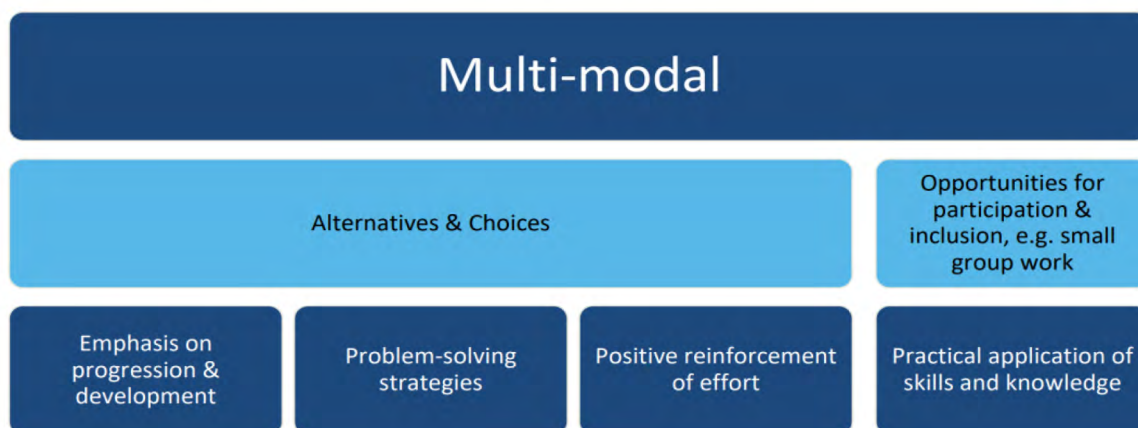 Multi-modal
Alternatives & Choices
Opportunities for
participation &
inclusion, e.g. small
group work
Emphasis on
progression &
development
Problem-solving
strategies
Positive reinforcement
of effort
Practical application of
skills and knowledge